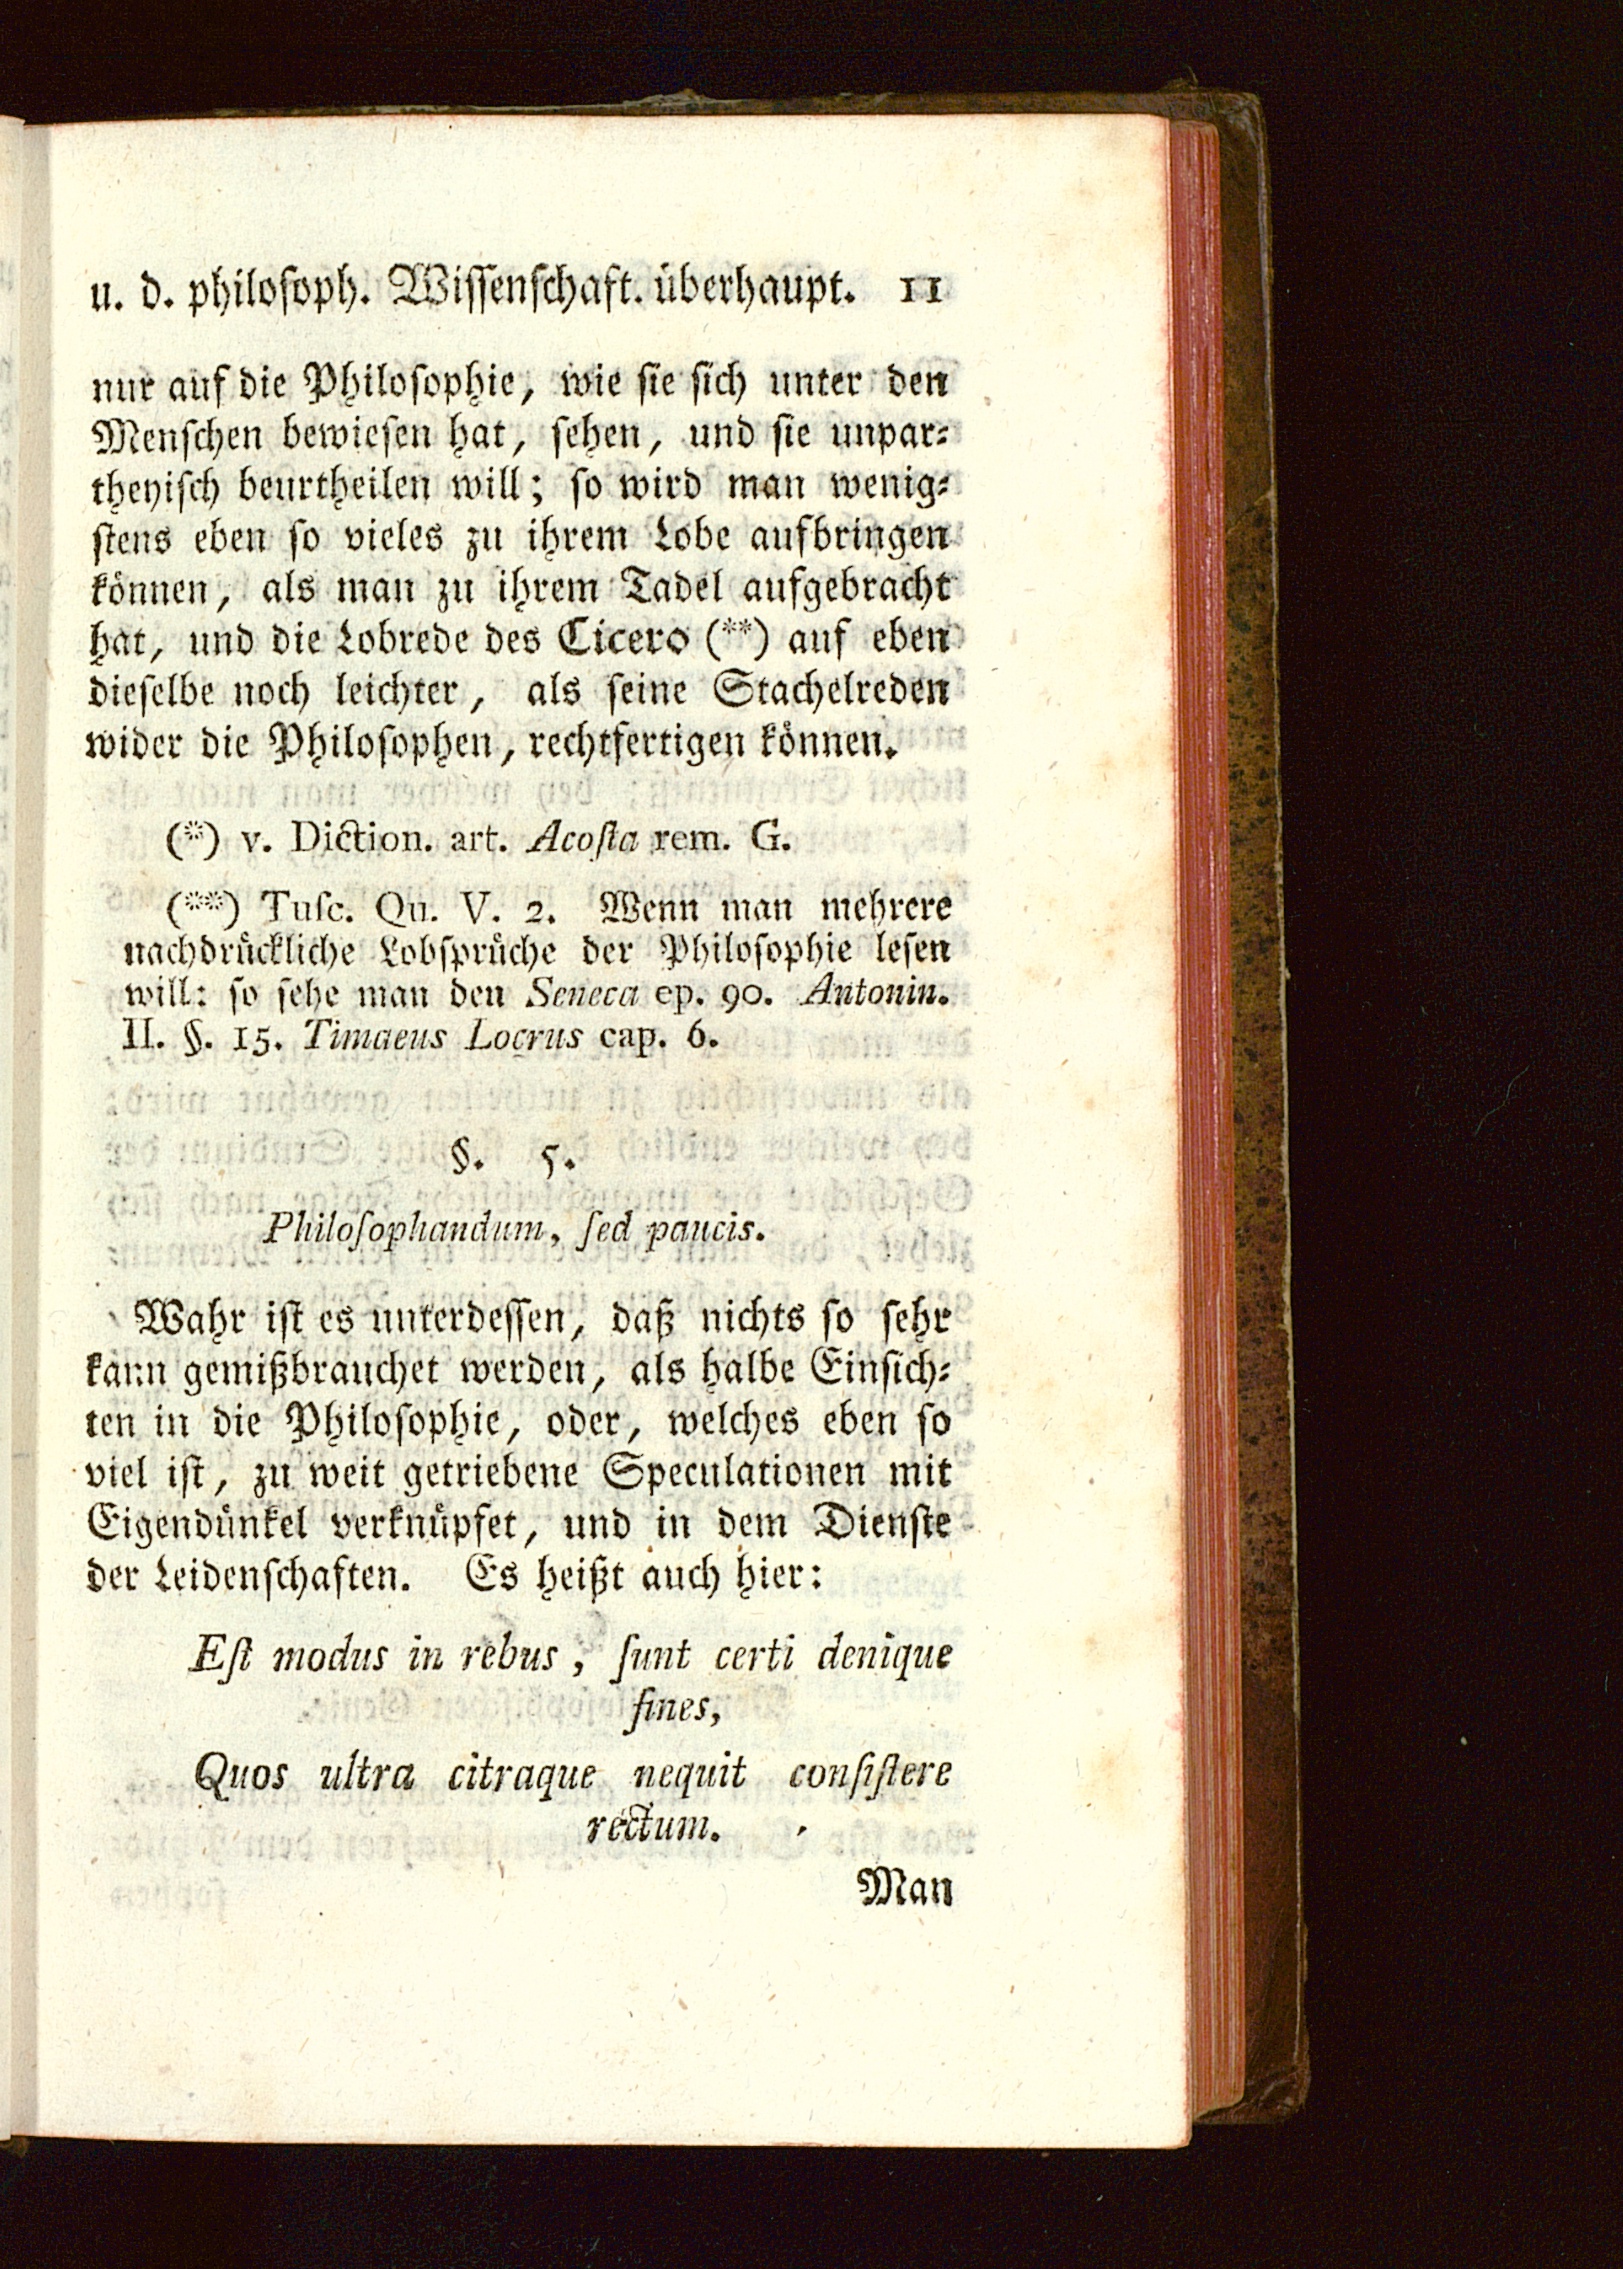 u. d. philosoph. Wissenschaft. überhaupt. 11
nur auf die Philosophie, wie sie sich unter den
Menschen bewiesen hat, sehen, und sie unpar-
theyisch beurtheilen will; so wird man wenig-
stens eben so vieles zu ihrem Lobe aufbringen
können, als man zu ihrem Tadel aufgebracht
hat, und die Lobrede des Cicero (**) auf eben
dieselbe noch leichter, als seine Stachelreden
wider die Philosophen, rechtfertigen können.
(*) v. Diction. art. Acoſta rem. G.
(**) Tuſc. Qu. V. 2. Wenn man mehrere
nachdrückliche Lobsprüche der Philosophie lesen
will: so sehe man den Seneca ep. 90. Antonin.
II. §. 15. Timaeus Locrus cap. 6.
§. 5.
Philoſophandum, ſed paucis.
Wahr ist es unterdessen, daß nichts so sehr
kann gemißbrauchet werden, als halbe Einsich-
ten in die Philosophie, oder, welches eben so
viel ist, zu weit getriebene Speculationen mit
Eigendünkel verknüpfet, und in dem Dienste
der Leidenschaften. Es heißt auch hier:
Eſt modus in rebus, ſunt certi denique
fines,
Quos ultra citraque nequit conſiſtere
rectum.
Man